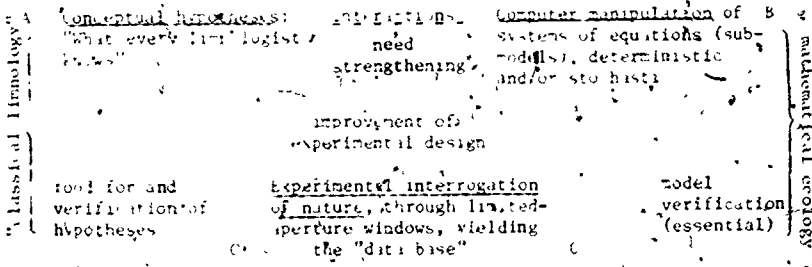 A Conceptual hypotheses: interactions Computer manipulation of B
"What every limnologist need systems of equations (sub-
knows" strengthening models), deterministic
and/or stochastic
improvement of
experimental design
tool for and Experimental interrogation model
verification of of nature, through limited- verification
hypotheses aperture windows, yielding (essential)
C the "data base" C
"Classical limnology"
mathematical ecology